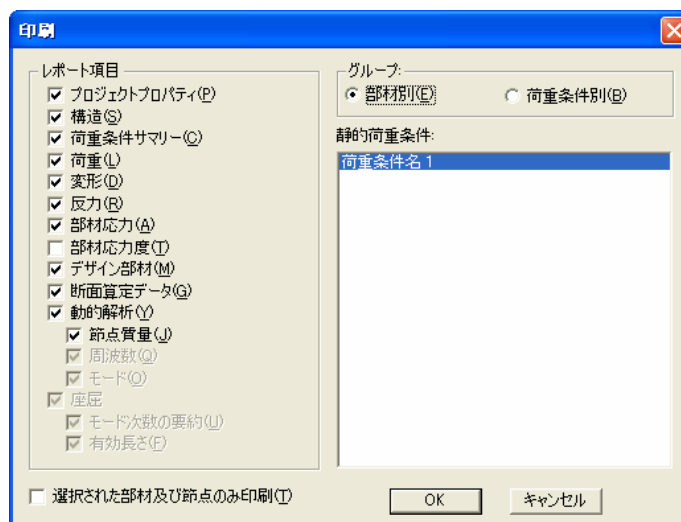 印刷
レポート項目
プロジェクトプロパティ(P)
構造(S)
荷重条件サマリー(C)
荷重(L)
変形(D)
反力(R)
部材応力(A)
部材応力度(T)
デザイン部材(M)
断面算定データ(G)
動的解析(Y)
節点質量(J)
周波数(Q)
モード(O)
座屈
モード次数の要約(U)
有効長さ(F)
選択された部材及び節点のみ印刷(T)
グループ:
部材別(E) 荷重条件別(B)
静的荷重条件:
荷重条件名 1
OK キャンセル